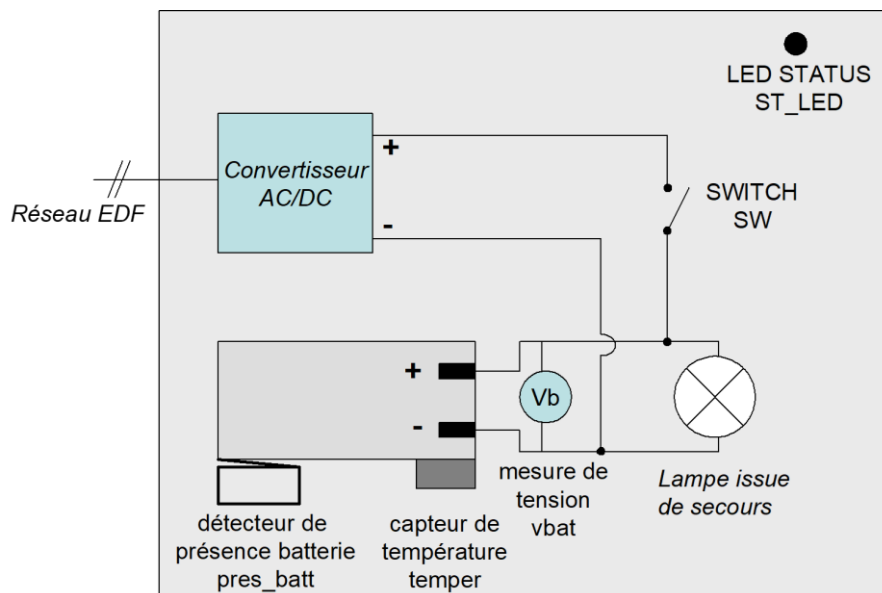 LED STATUS
ST_LED
Convertisseur
AC/DC
+
-
Réseau EDF
SWITCH
SW
+
-
Vb
mesure de
tension
vbat
Lampe issue
de secours
détecteur de
présence batterie
pres_batt
capteur de
température
temper